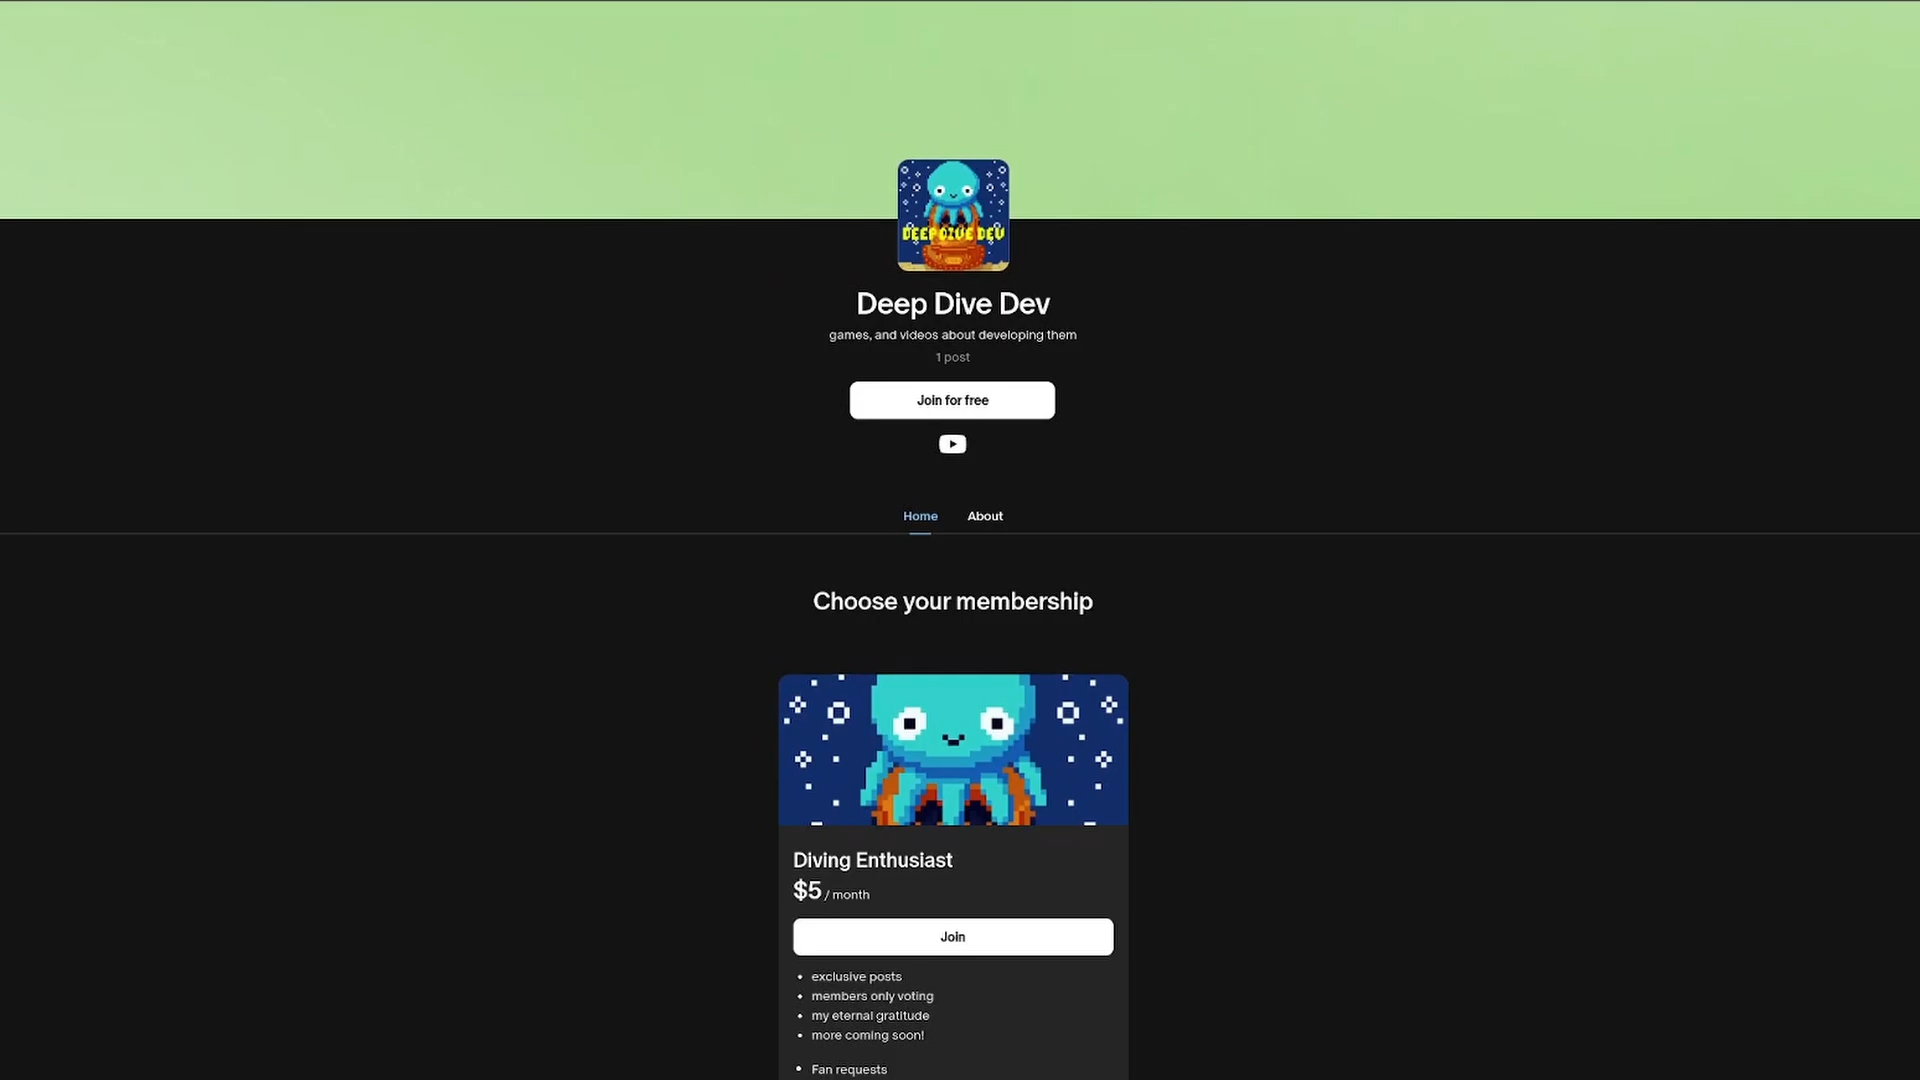 DEEP DIVE DEV
Deep Dive Dev
games, and videos about developing them
1 post
Join for free
Home
About
Choose your membership
Diving Enthusiast
$5 / month
Join
• exclusive posts
• members only voting
• my eternal gratitude
• more coming soon!
• Fan requests